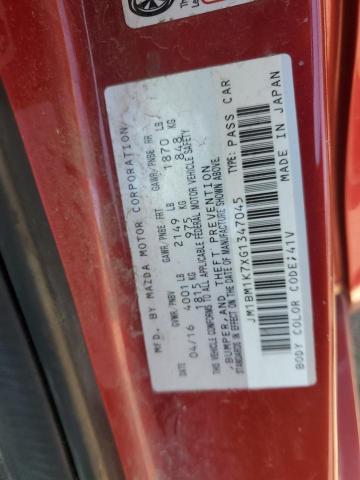 MFD. BY MAZDA MOTOR CORPORATION
DATE GVWR/PNBV GAWR/PNBE FRT GAWR/PNBE RR
04/16 4001 LB 2149 LB 1870 LB
1815 KG 975 KG 848 KG
THIS VEHICLE CONFORMS TO ALL APPLICABLE FEDERAL MOTOR VEHICLE SAFETY
BUMPER, AND THEFT PREVENTION
STANDARDS IN EFFECT ON THE DATE OF MANUFACTURE SHOWN ABOVE.
JM1BM1K7XG1347045 TYPE: PASS CAR
BODY COLOR CODE;41V MADE IN JAPAN